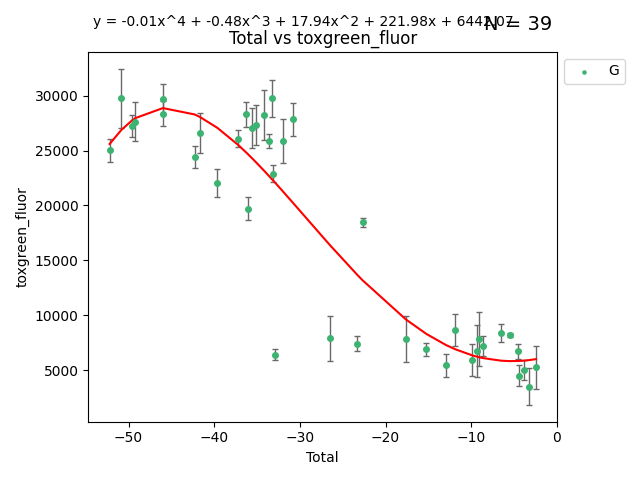 y = -0.01x^4 + -0.48x^3 + 17.94x^2 + 221.98x + 6442.07
N = 39
Total vs toxgreen_fluor
G
30000
25000
20000
15000
10000
5000
toxgreen_fluor
−50
−40
−30
−20
−10
0
Total